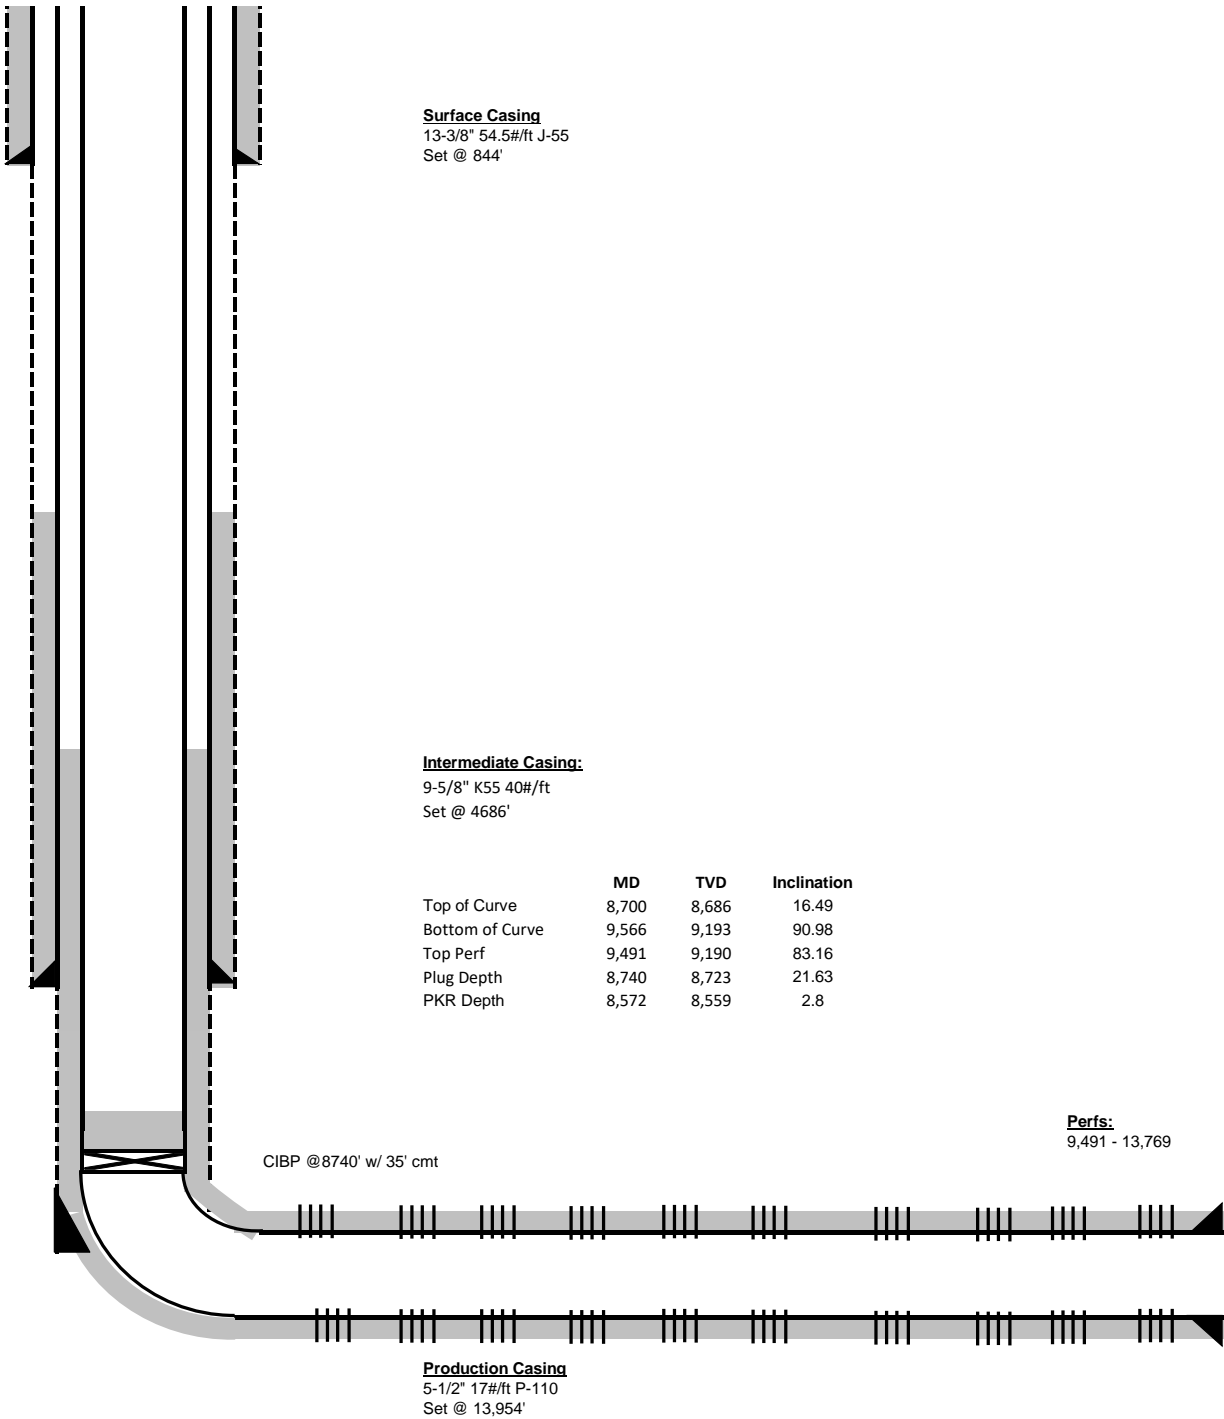 Surface Casing
13-3/8" 54.5#/ft J-55
Set @ 844'
Intermediate Casing:
9-5/8" K55 40#/ft
Set @ 4686'
MD TVD Inclination
Top of Curve 8,700 8,686 16.49
Bottom of Curve 9,566 9,193 90.98
Top Perf 9,491 9,190 83.16
Plug Depth 8,740 8,723 21.63
PKR Depth 8,572 8,559 2.8
Perfs:
9,491 - 13,769
CIBP @8740' w/ 35' cmt
Production Casing
5-1/2" 17#/ft P-110
Set @ 13,954'